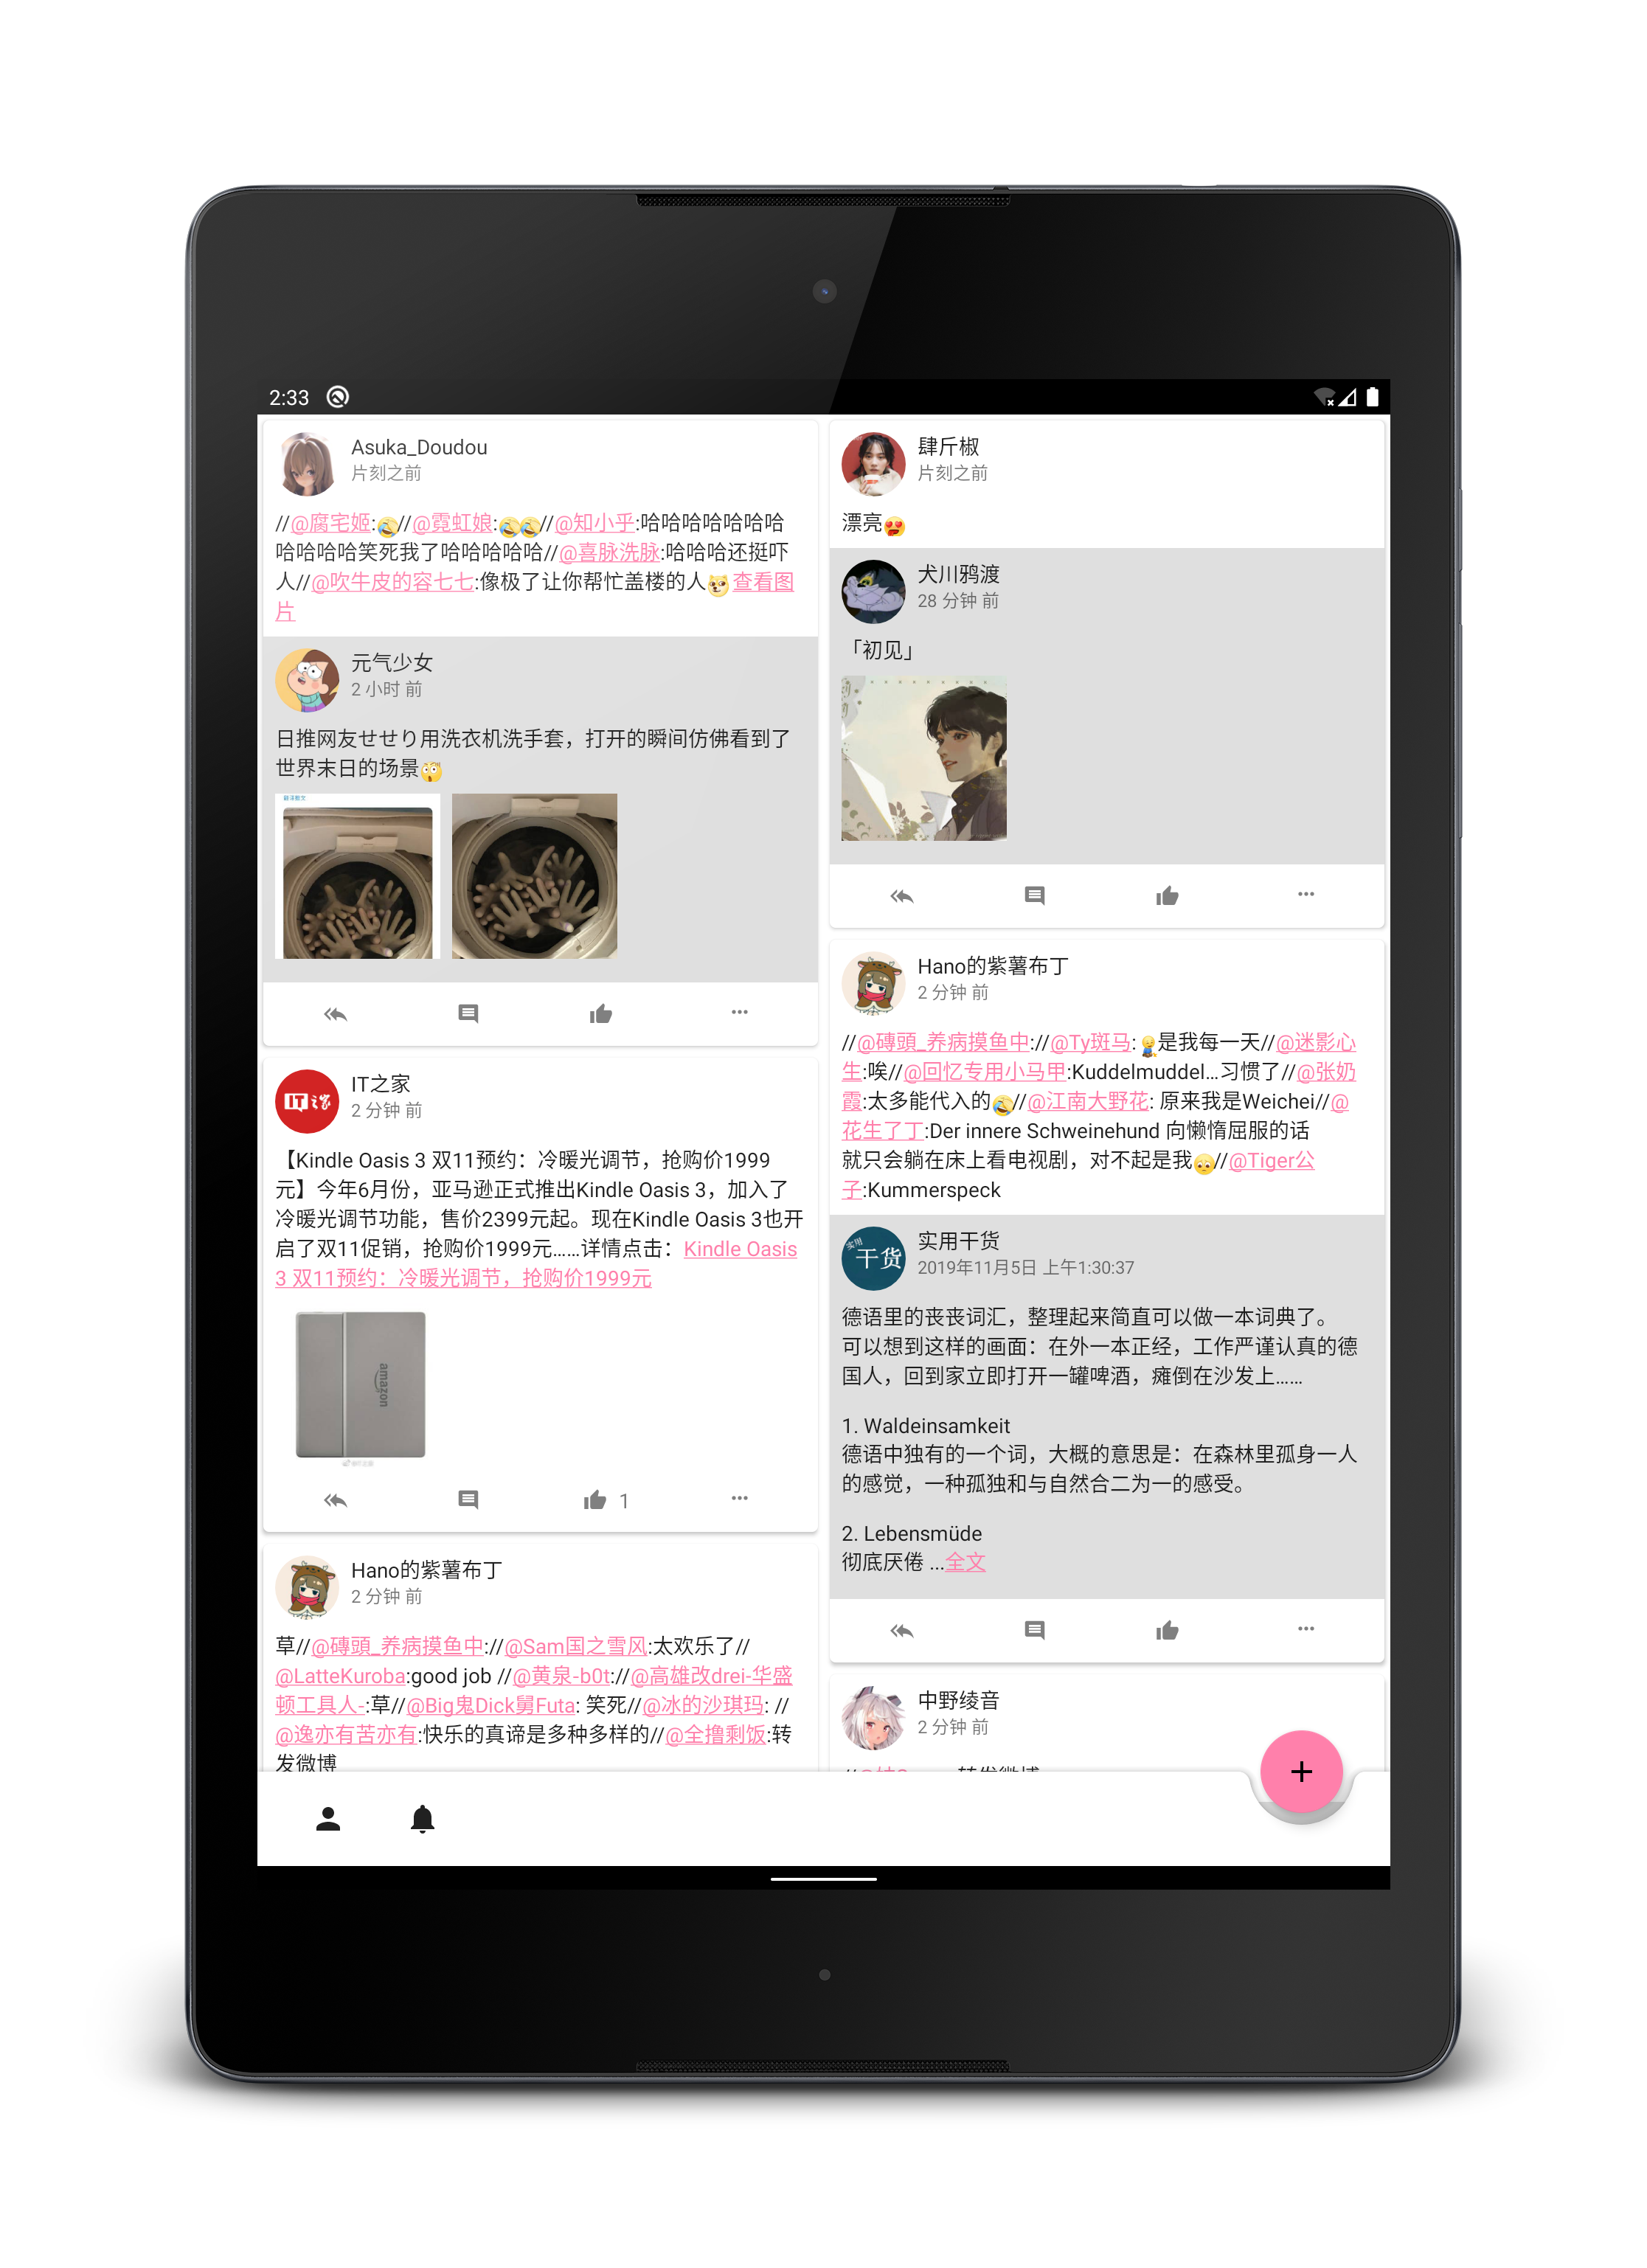 2:33
Asuka_Doudou
片刻之前
//@腐宅姬://@霓虹娘://@知小乎:哈哈哈哈哈哈哈
哈哈哈哈笑死我了哈哈哈哈哈//@喜脉洗脉:哈哈哈还挺吓
人//@吹牛皮的容七七:像极了让你帮忙盖楼的人 查看图
片
元气少女
2 小时 前
日推网友せせり用洗衣机洗手套，打开的瞬间仿佛看到了
世界末日的场景
IT之家
2 分钟 前
【Kindle Oasis 3 双11预约：冷暖光调节，抢购价1999
元】今年6月份，亚马逊正式推出Kindle Oasis 3，加入了
冷暖光调节功能，售价2399元起。现在Kindle Oasis 3也开
启了双11促销，抢购价1999元……详情点击：Kindle Oasis
3 双11预约：冷暖光调节，抢购价1999元
amazon
1
Hano的紫薯布丁
2 分钟 前
草//@磚頭_养病摸鱼中://@Sam国之雪风:太欢乐了//
@LatteKuroba:good job //@黄泉-b0t://@高雄改drei-华盛
顿工具人-:草//@Big鬼Dick舅Futa: 笑死//@冰的沙琪玛: //
@逸亦有苦亦有:快乐的真谛是多种多样的//@全撸剩饭:转
发微博
肆斤椒
片刻之前
漂亮
犬川鸦渡
28 分钟 前
「初见」
Hano的紫薯布丁
2 分钟 前
//@磚頭_养病摸鱼中://@Ty斑马:是我每一天//@迷影心
生:唉//@回忆专用小马甲:Kuddelmuddel…习惯了//@张奶
霞:太多能代入的//@江南大野花: 原来我是Weichei//@
花生了丁:Der innere Schweinehund 向懒惰屈服的话
就只会躺在床上看电视剧，对不起是我//@Tiger公
子:Kummerspeck
实用
干货
实用干货
2019年11月5日 上午1:30:37
德语里的丧丧词汇，整理起来简直可以做一本词典了。
可以想到这样的画面：在外一本正经，工作严谨认真的德
国人，回到家立即打开一罐啤酒，瘫倒在沙发上……
1. Waldeinsamkeit
德语中独有的一个词，大概的意思是：在森林里孤身一人
的感觉，一种孤独和与自然合二为一的感受。
2. Lebensmüde
彻底厌倦 ...全文
中野绫音
2 分钟 前